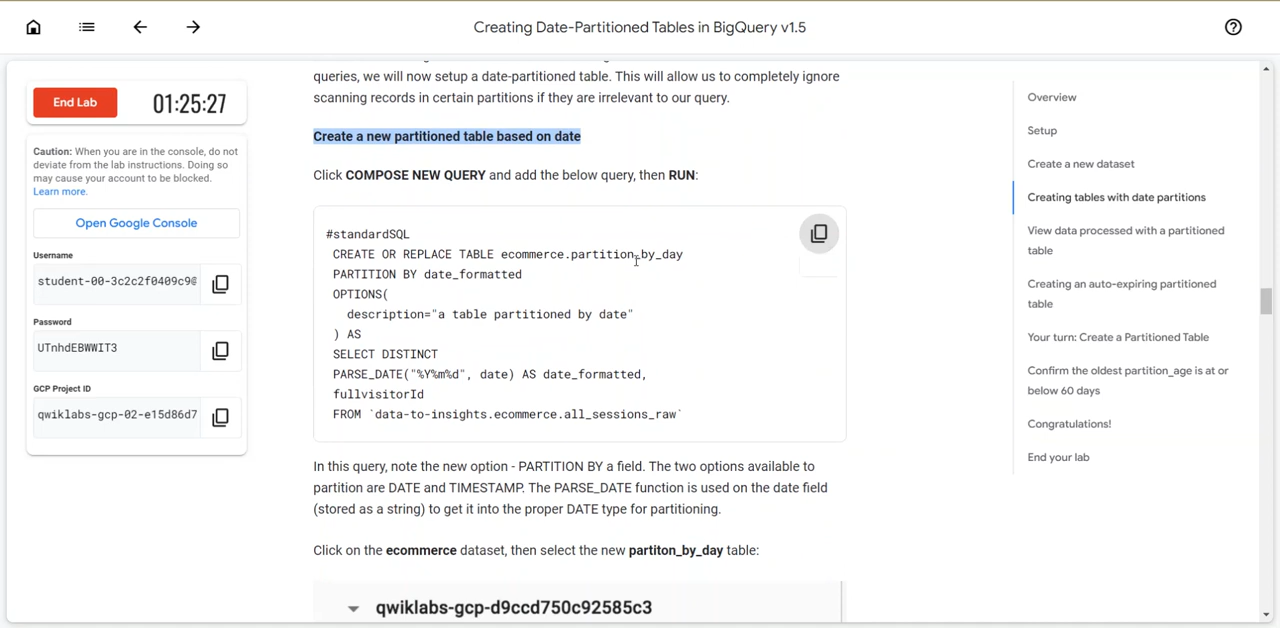 Creating Date-Partitioned Tables in BigQuery v1.5
End Lab
01:25:27
Caution: When you are in the console, do not
deviate from the lab instructions. Doing so
may cause your account to be blocked.
Learn more.
Open Google Console
Username
student-00-3c2c2f0409c9@
Password
UTnhdEBWWIT3
GCP Project ID
qwiklabs-gcp-02-e15d86d7
queries, we will now setup a date-partitioned table. This will allow us to completely ignore
scanning records in certain partitions if they are irrelevant to our query.
Create a new partitioned table based on date
Click COMPOSE NEW QUERY and add the below query, then RUN:
#standardSQL
CREATE OR REPLACE TABLE ecommerce.partition_by_day
PARTITION BY date_formatted
OPTIONS(
description="a table partitioned by date"
) AS
SELECT DISTINCT
PARSE_DATE("%Y%m%d", date) AS date_formatted,
fullvisitorId
FROM `data-to-insights.ecommerce.all_sessions_raw`
In this query, note the new option - PARTITION BY a field. The two options available to
partition are DATE and TIMESTAMP. The PARSE_DATE function is used on the date field
(stored as a string) to get it into the proper DATE type for partitioning.
Click on the ecommerce dataset, then select the new partiton_by_day table:
qwiklabs-gcp-d9ccd750c92585c3
Overview
Setup
Create a new dataset
Creating tables with date partitions
View data processed with a partitioned
table
Creating an auto-expiring partitioned
table
Your turn: Create a Partitioned Table
Confirm the oldest partition_age is at or
below 60 days
Congratulations!
End your lab